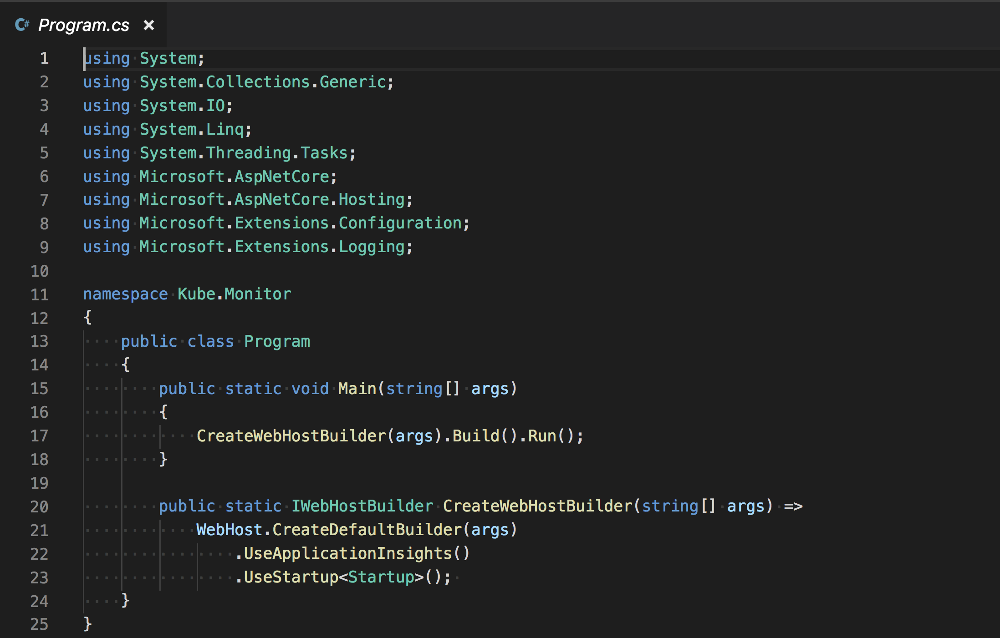 C# Program.cs ×
1 using System;
2 using System.Collections.Generic;
3 using System.IO;
4 using System.Linq;
5 using System.Threading.Tasks;
6 using Microsoft.AspNetCore;
7 using Microsoft.AspNetCore.Hosting;
8 using Microsoft.Extensions.Configuration;
9 using Microsoft.Extensions.Logging;
10
11 namespace Kube.Monitor
12 {
13     public class Program
14     {
15         public static void Main(string[] args)
16         {
17             CreateWebHostBuilder(args).Build().Run();
18         }
19
20         public static IWebHostBuilder CreateWebHostBuilder(string[] args) =>
21             WebHost.CreateDefaultBuilder(args)
22                 .UseApplicationInsights()
23                 .UseStartup<Startup>();
24     }
25 }